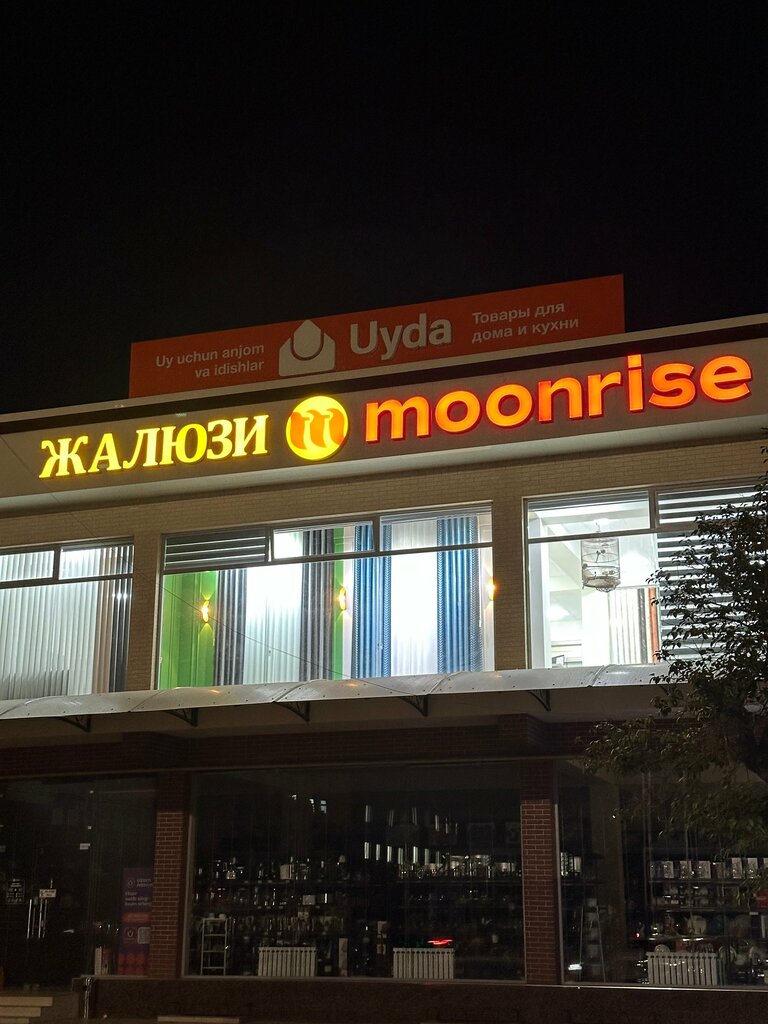 Uy uchun anjom
va idishlar
Uyda
Товары для
дома и кухни
ЖАЛЮЗИ moonrise